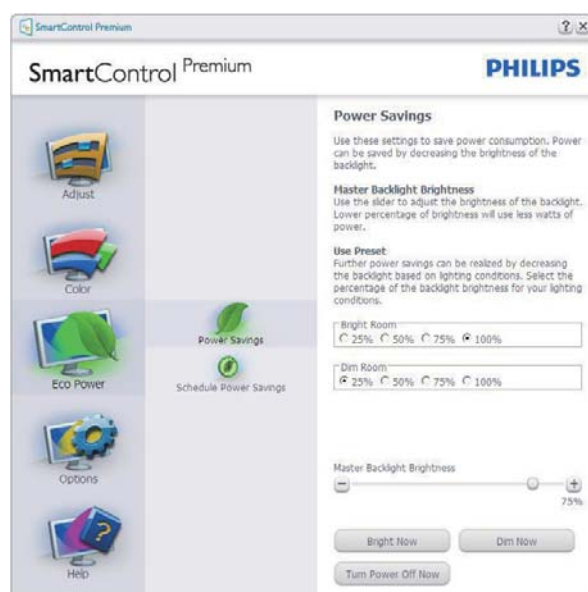 SmartControl Premium
SmartControl Premium
PHILIPS
Adjust
Color
Eco Power
Options
Help
Power Savings
Schedule Power Savings
Power Savings
Use these settings to save power consumption. Power
can be saved by decreasing the brightness of the
backlight.
Master Backlight Brightness
Use the slider to adjust the brightness of the backlight.
Lower percentage of brightness will use less watts of
power.
Use Preset
Further power savings can be realized by decreasing
the backlight based on lighting conditions. Select the
percentage of the backlight brightness for your lighting
conditions.
Bright Room
25% 50% 75% 100%
Dim Room
25% 50% 75% 100%
Master Backlight Brightness
75%
Bright Now Dim Now
Turn Power Off Now